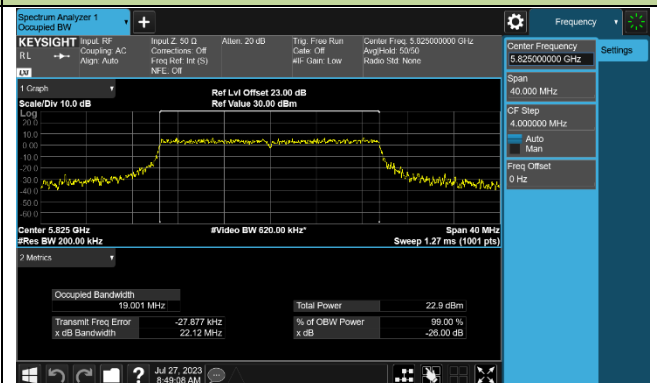 Spectrum Analyzer 1
Occupied BW
+
Frequency
KEYSIGHT
RL
LXI
Input: RF
Coupling: AC
Align: Auto
Input Z: 50 Ω
Corrections: Off
Freq Ref: Int (S)
NFE: Off
Atten: 20 dB
Trig: Free Run
Gate: Off
#IF Gain: Low
Center Freq: 5.825000000 GHz
Avg|Hold: 50/50
Radio Std: None
Center Frequency
5.825000000 GHz
Settings
Span
40.000 MHz
CF Step
4.000000 MHz
Auto
Man
Freq Offset
0 Hz
1 Graph
Scale/Div 10.0 dB
Ref Lvl Offset 23.00 dB
Ref Value 30.00 dBm
Log
20.0
10.0
0.00
-10.0
-20.0
-30.0
-40.0
-50.0
-60.0
Center 5.825 GHz
#Res BW 200.00 kHz
#Video BW 620.00 kHz*
Span 40 MHz
Sweep 1.27 ms (1001 pts)
2 Metrics
Occupied Bandwidth
19.001 MHz
Total Power 22.9 dBm
Transmit Freq Error -27.877 kHz
% of OBW Power 99.00 %
x dB Bandwidth 22.12 MHz
x dB -26.00 dB
?
Jul 27, 2023
8:49:08 AM